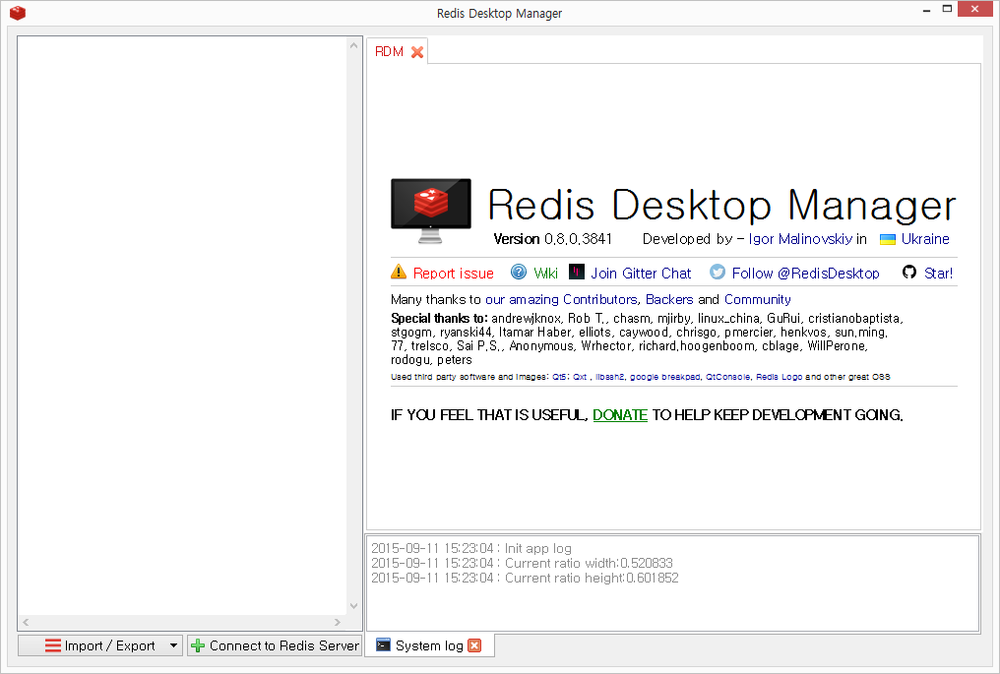 Redis Desktop Manager
RDM
Redis Desktop Manager
Version 0.8.0.3841 Developed by - Igor Malinovskiy in Ukraine
Report issue Wiki Join Gitter Chat Follow @RedisDesktop Star!
Many thanks to our amazing Contributors, Backers and Community
Special thanks to: andrewjknox, Rob T., chasm, mjirby, linux_china, GuRui, cristianobaptista,
stgogm, ryanski44, Itamar Haber, elliots, caywood, chrisgo, pmercier, henkvos, sun.ming.
77, trelsco, Sai P.S., Anonymous, Wrhector, richard.hoogenboom, cblage, WillPerone,
rodogu, peters
Used third party software and images: Qt5; Qxt , libssh2, google breakpad, QtConsole, Redis Logo and other great OSS
IF YOU FEEL THAT IS USEFUL, DONATE TO HELP KEEP DEVELOPMENT GOING.
2015-09-11 15:23:04 : Init app log
2015-09-11 15:23:04 : Current ratio width:0.520833
2015-09-11 15:23:04 : Current ratio height:0.601852
Import / Export Connect to Redis Server System log